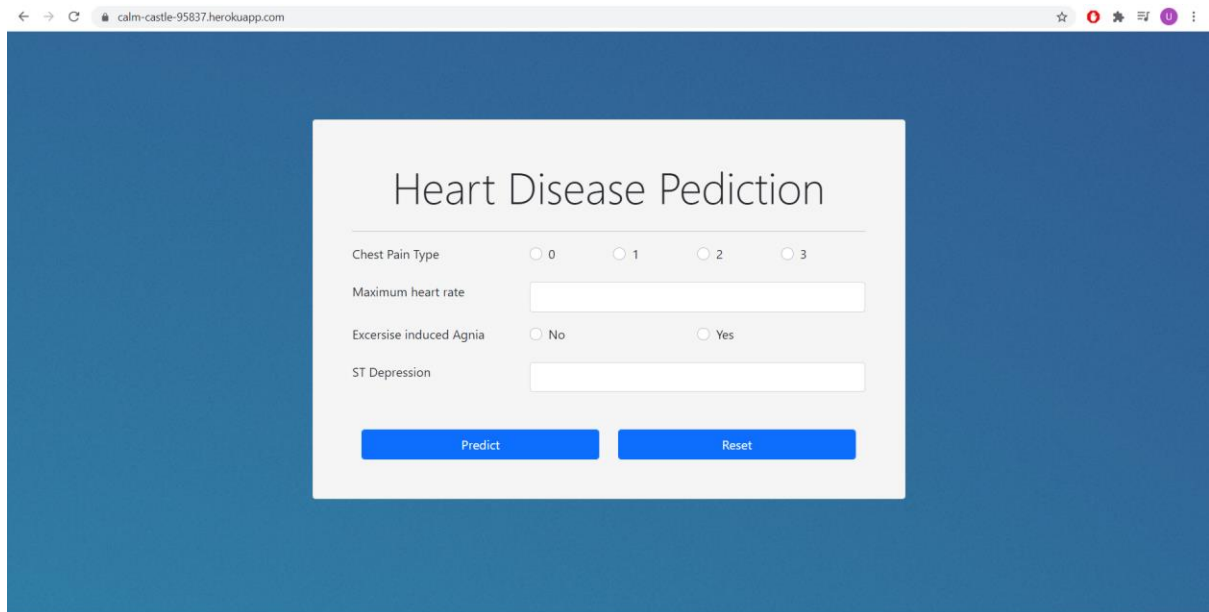 calm-castle-95837.herokuapp.com
U
Heart Disease Pediction
Chest Pain Type 0 1 2 3
Maximum heart rate
Excersise induced Agnia No Yes
ST Depression
Predict Reset